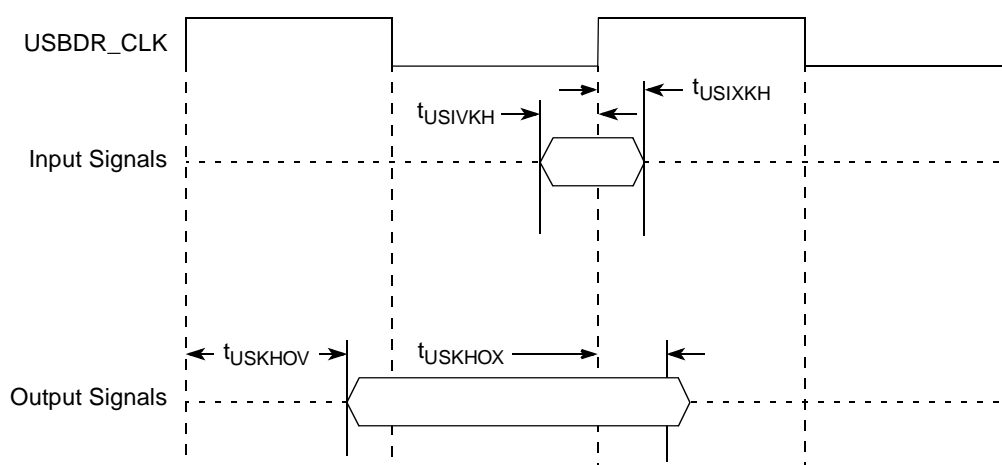 USBDR_CLK
tUSIXKH
tUSIVKH
Input Signals
tUSKHOV
tUSKHOX
Output Signals